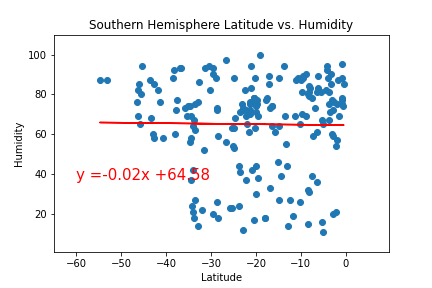 Southern Hemisphere Latitude vs. Humidity
100
80
60
40
20
Humidity
y =-0.02x +64.58
−60 −50 −40 −30 −20 −10 0
Latitude